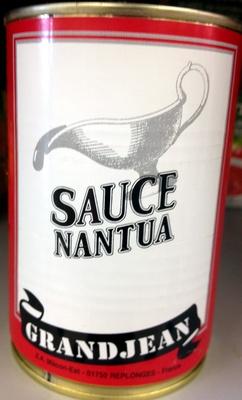 SAUCE
NANTUA
GRANDJEAN
Z.A. Mâcon-Est - 01750 REPLONGES - France